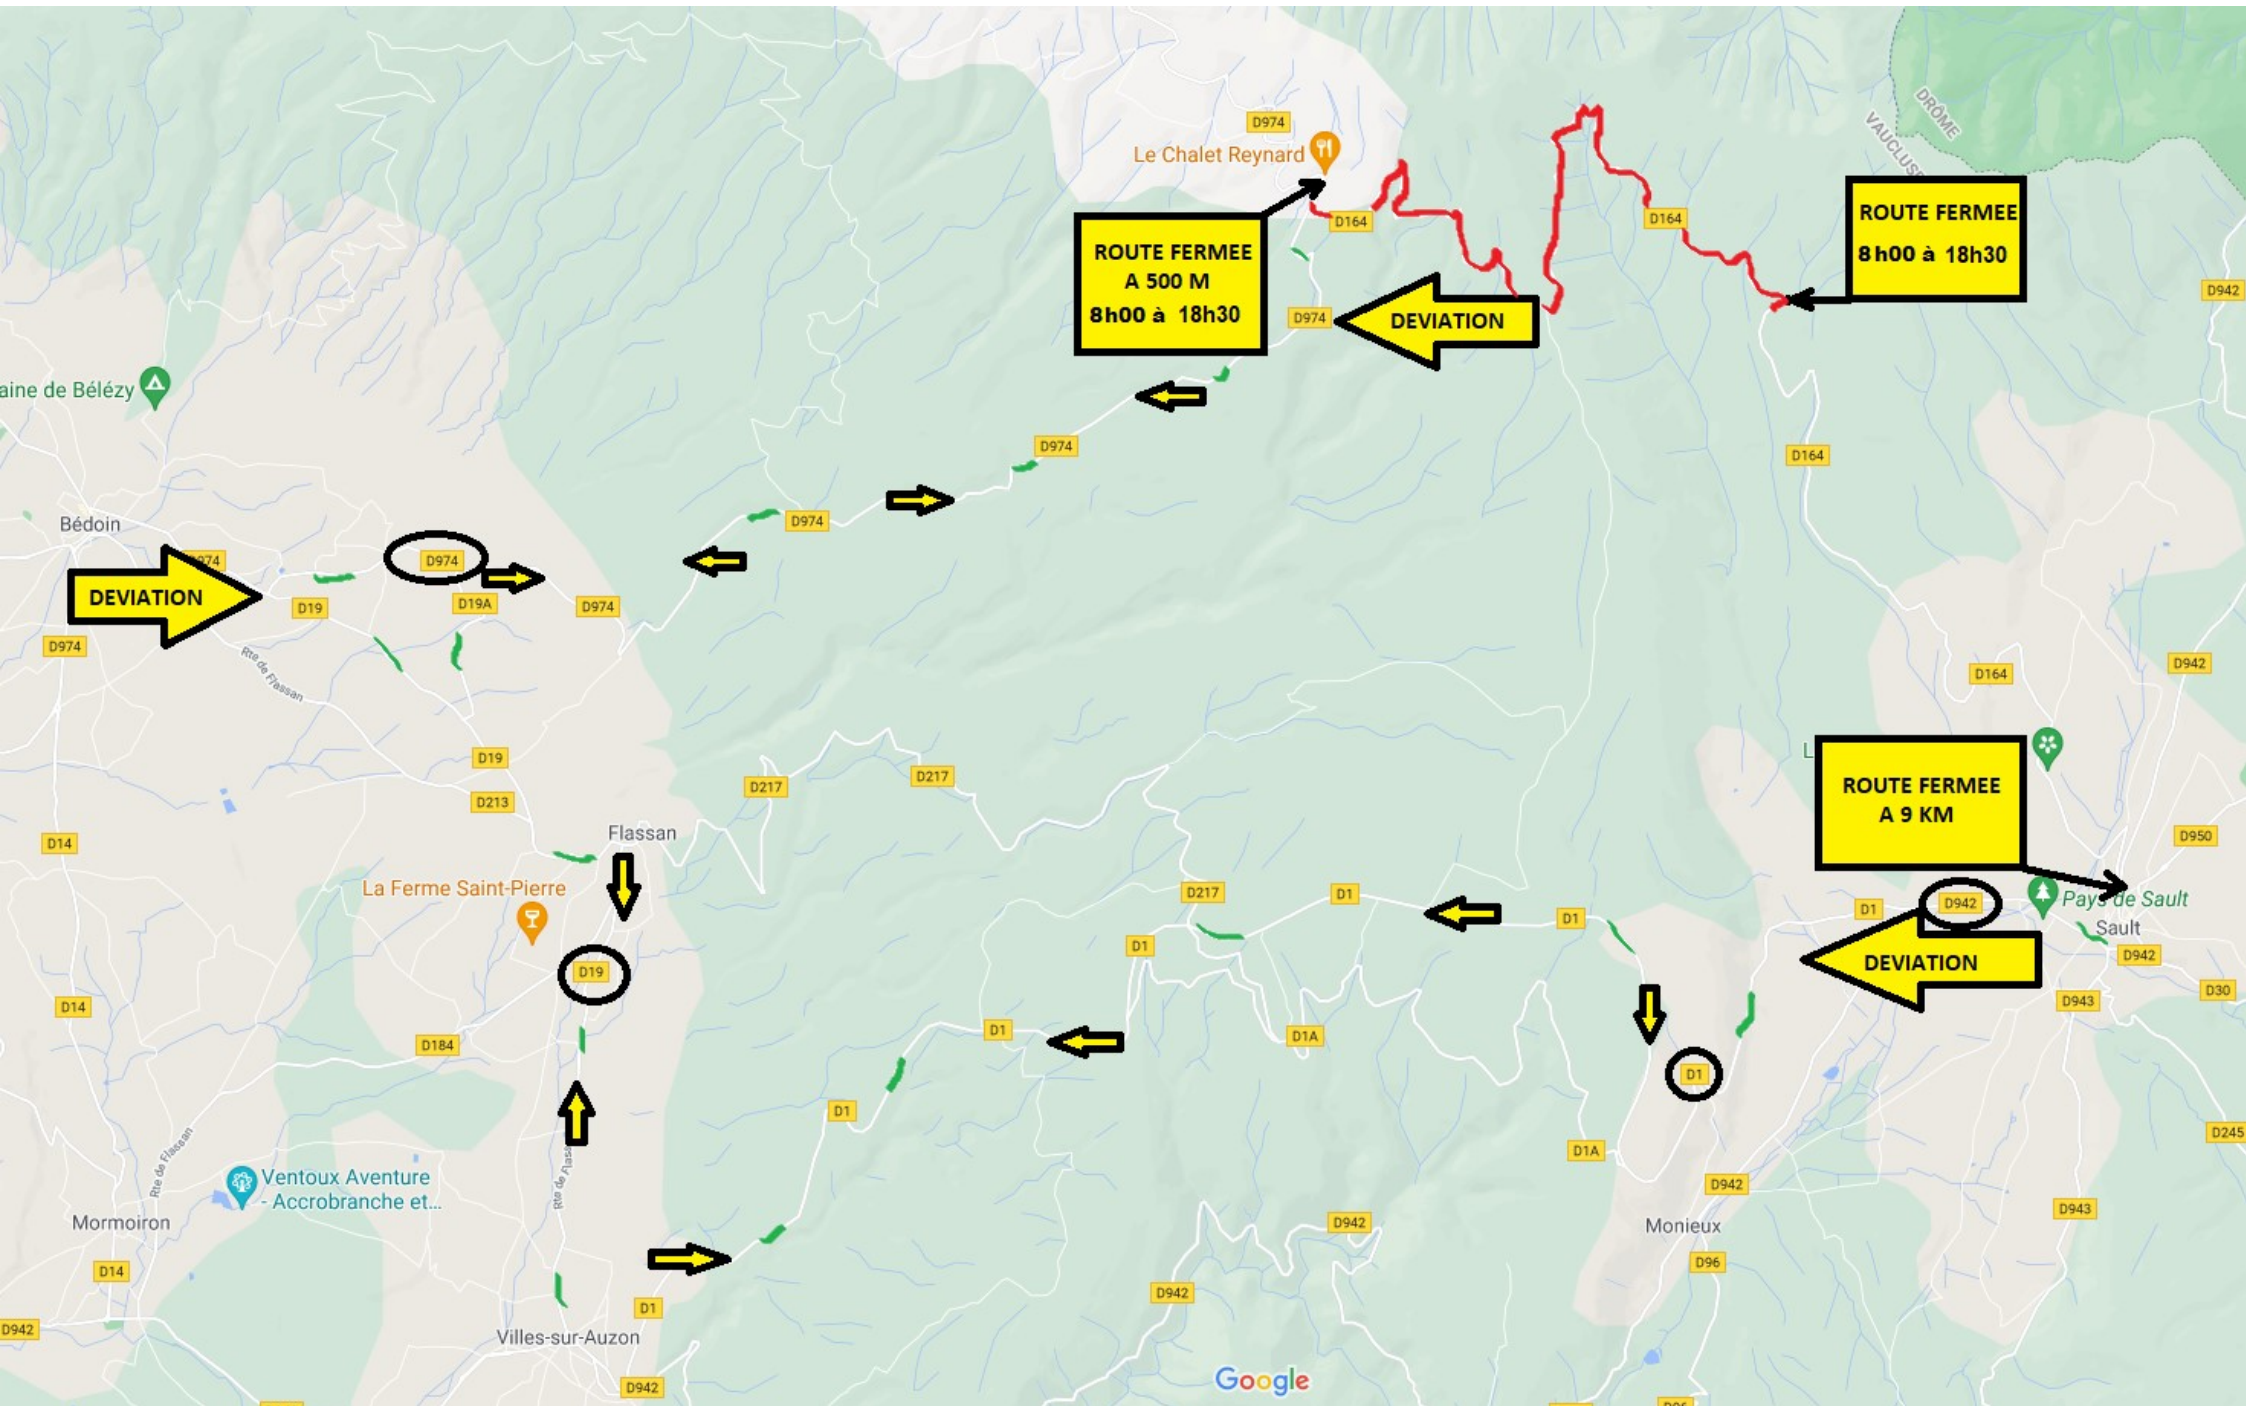 D974
Le Chalet Reynard
DRÔME
VAUCLUSE
D164
D164
ROUTE FERMEE
8h00 à 18h30
ROUTE FERMEE
A 500 M
8h00 à 18h30
D942
D974
DEVIATION
aine de Bélézy
D974
D164
Bédoin
D974
D974
D974
DEVIATION
D19
D19A
D974
D974
Rte de Flassan
D942
D164
D19
D217
D217
D213
ROUTE FERMEE
A 9 KM
Flassan
D14
D950
La Ferme Saint-Pierre
D217
D1
D1
D1
D942
Pays de Sault
Sault
D1
D942
DEVIATION
D19
D30
D943
D14
D1
D1A
D184
D1
D1
D245
D1A
Rte de Flassan
Ventoux Aventure
- Accrobranche et...
D942
D943
Mormoiron
D942
Monieux
D96
D14
D942
D1
D942
Villes-sur-Auzon
D942
Google